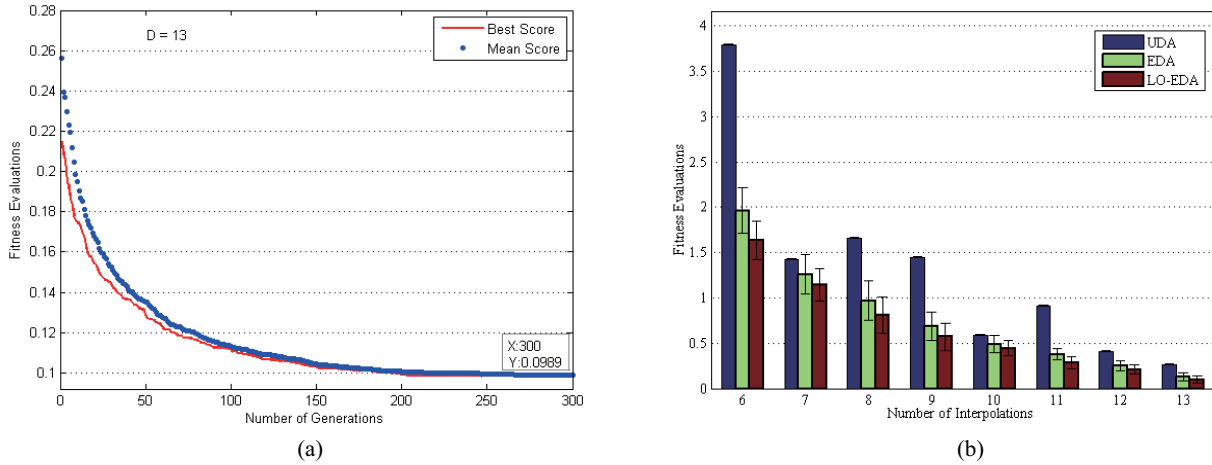 0.28
0.26
0.24
0.22
0.2
0.18
0.16
0.14
0.12
0.1
Fitness Evaluations
D = 13
Best Score
Mean Score
X:300
Y:0.0989
0 50 100 150 200 250 300
Number of Generations
(a)
4
3.5
3
2.5
2
1.5
1
0.5
0
Fitness Evaluations
UDA
EDA
LO-EDA
6 7 8 9 10 11 12 13
Number of Interpolations
(b)